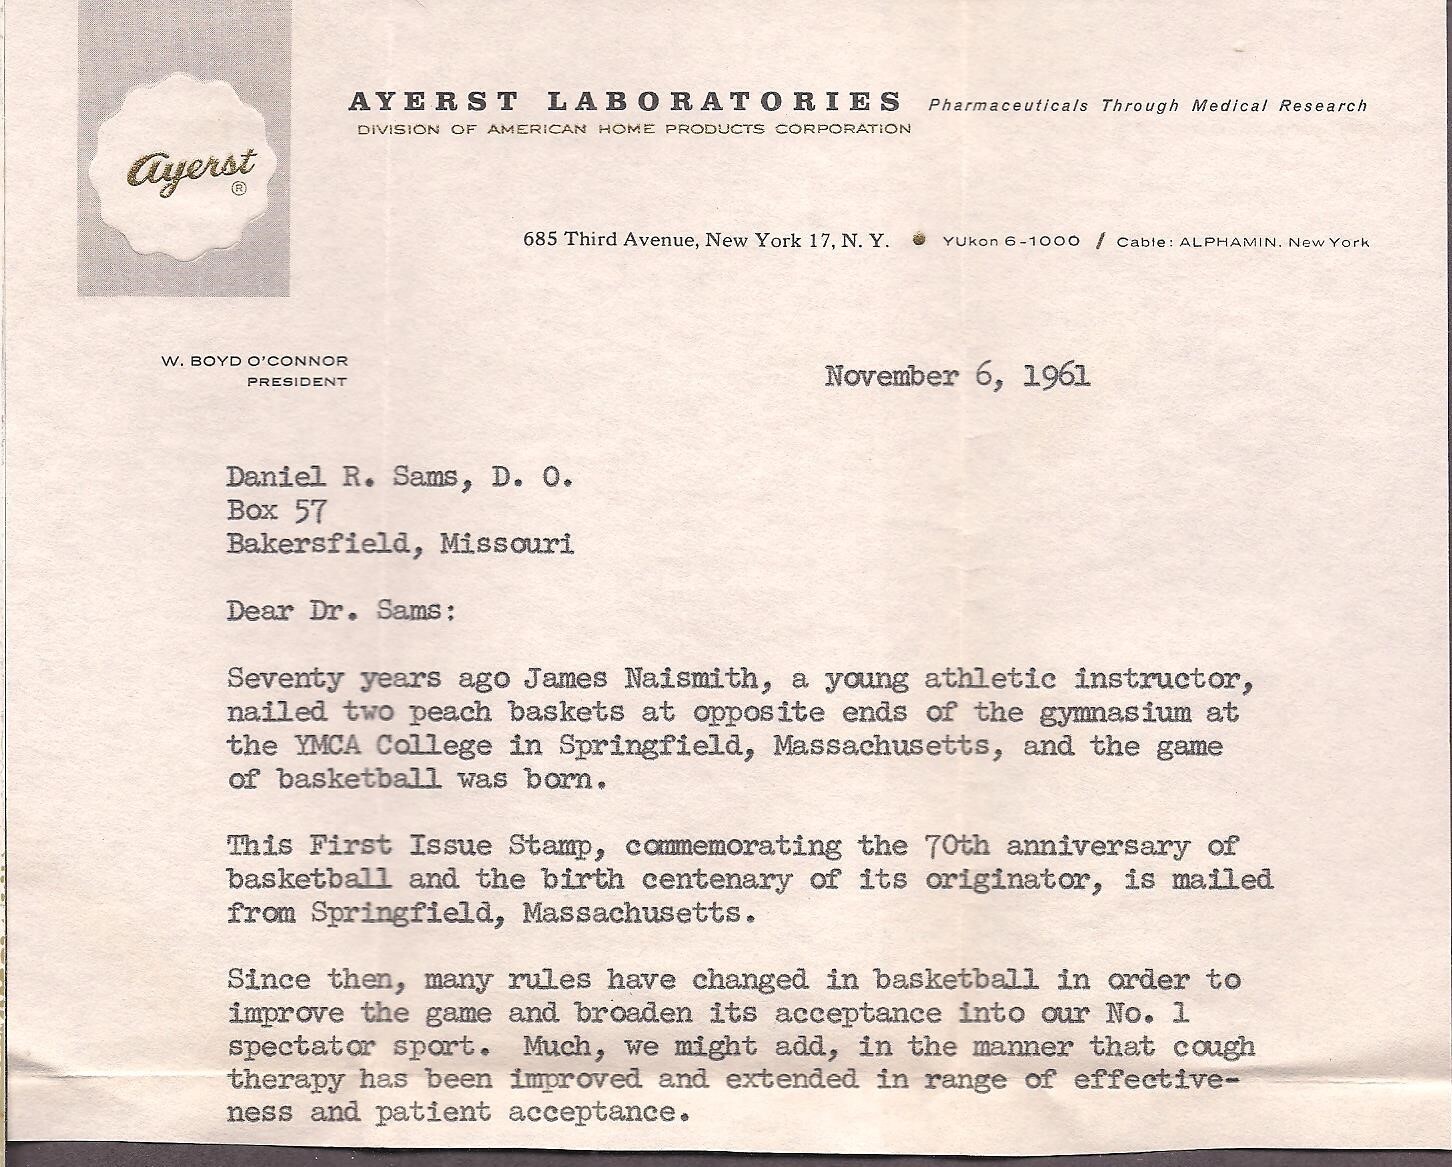 Ayerst
®
AYERST LABORATORIES Pharmaceuticals Through Medical Research
DIVISION OF AMERICAN HOME PRODUCTS CORPORATION
685 Third Avenue, New York 17, N. Y. • YUkon 6-1000 / Cable: ALPHAMIN. New York
W. BOYD O'CONNOR
PRESIDENT
November 6, 1961
Daniel R. Sams, D. O.
Box 57
Bakersfield, Missouri
Dear Dr. Sams:
Seventy years ago James Naismith, a young athletic instructor,
nailed two peach baskets at opposite ends of the gymnasium at
the YMCA College in Springfield, Massachusetts, and the game
of basketball was born.
This First Issue Stamp, commemorating the 70th anniversary of
basketball and the birth centenary of its originator, is mailed
from Springfield, Massachusetts.
Since then, many rules have changed in basketball in order to
improve the game and broaden its acceptance into our No. 1
spectator sport. Much, we might add, in the manner that cough
therapy has been improved and extended in range of effective-
ness and patient acceptance.